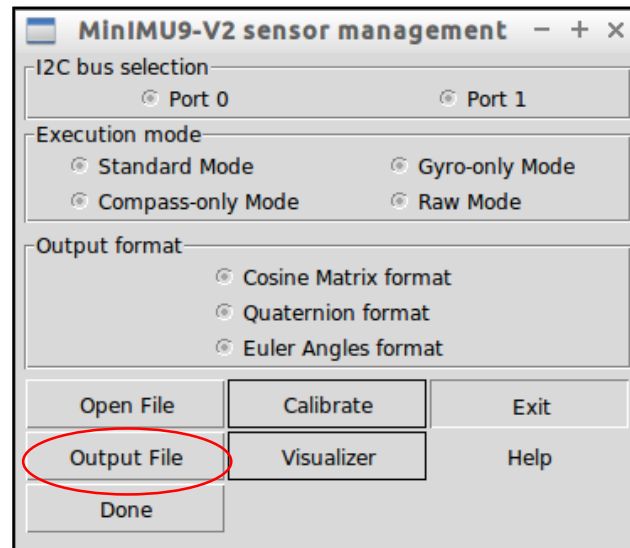 MinIMU9-V2 sensor management
I2C bus selection
Port 0 Port 1
Execution mode
Standard Mode Gyro-only Mode
Compass-only Mode Raw Mode
Output format
Cosine Matrix format
Quaternion format
Euler Angles format
Open File Calibrate Exit
Output File Visualizer Help
Done